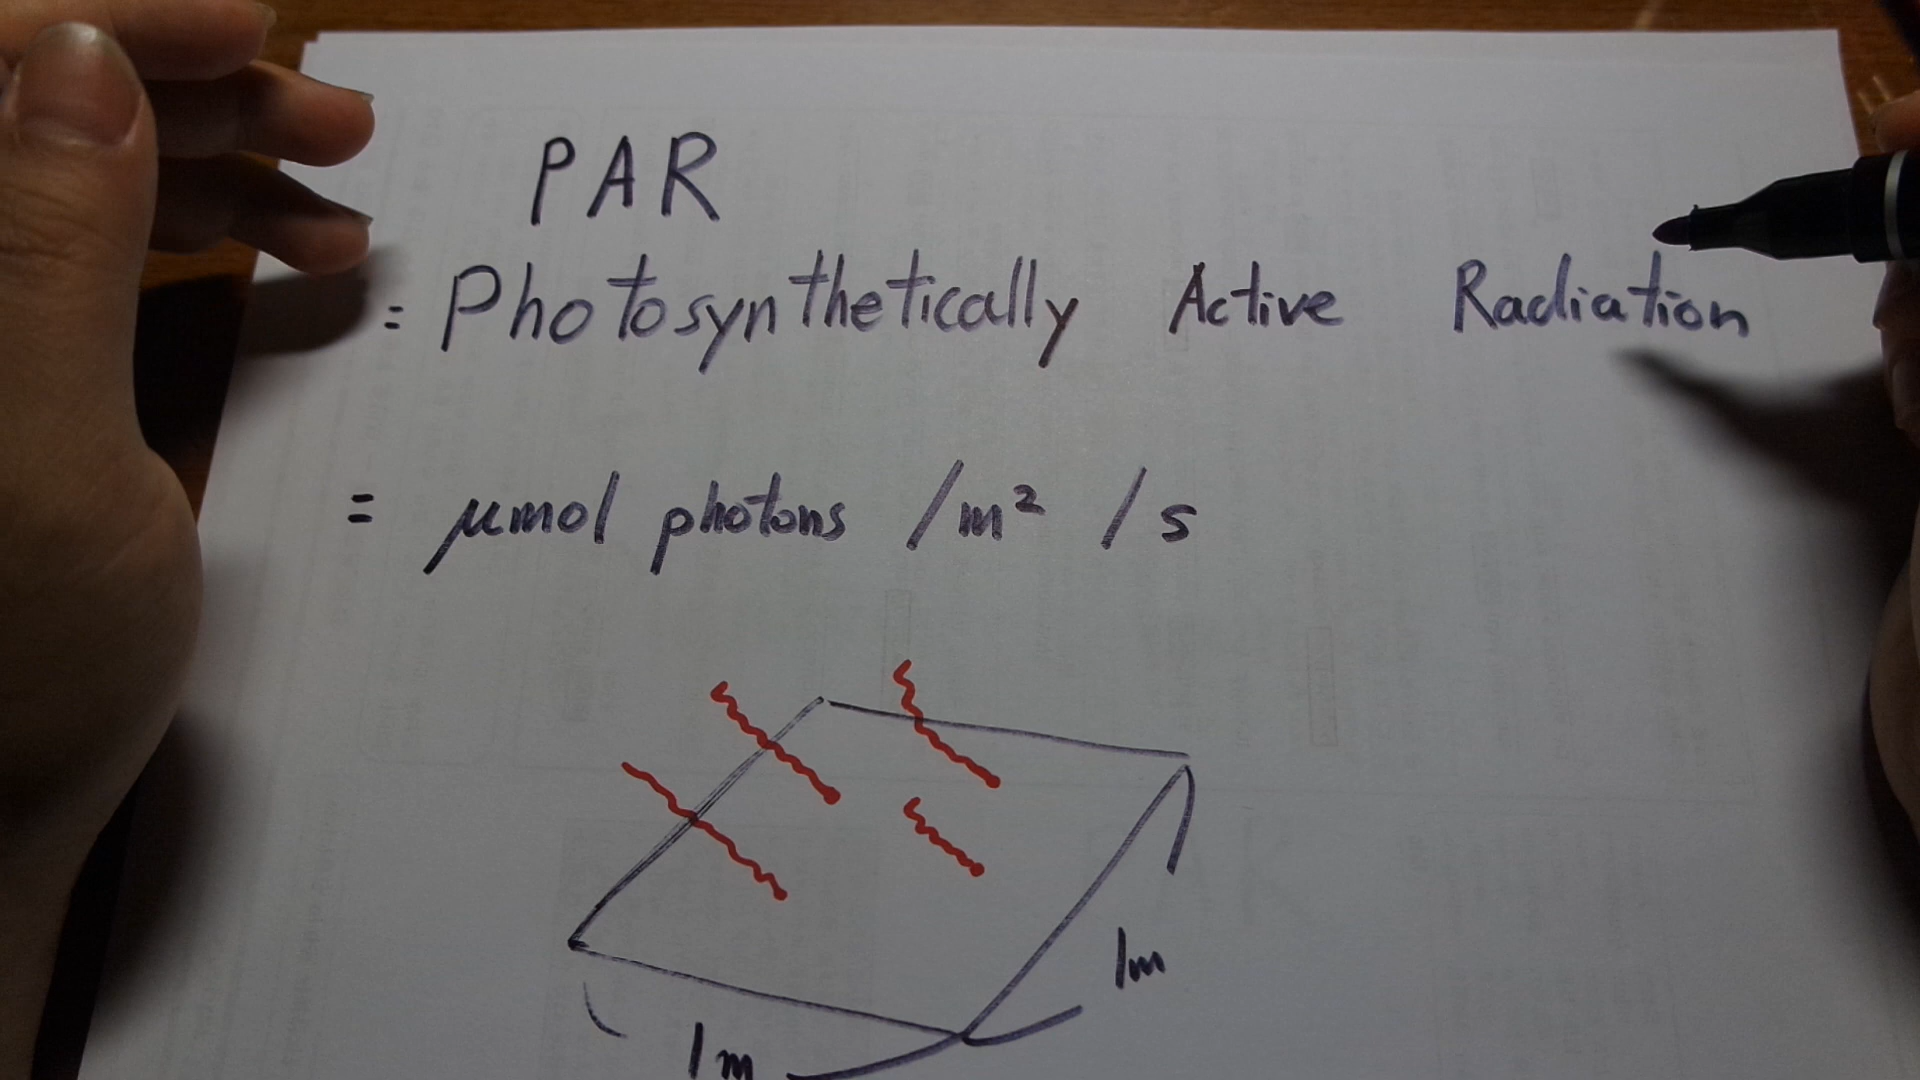 PAR
= Photosynthetically Active Radiation
= μmol photons /m² /s
1m
1m